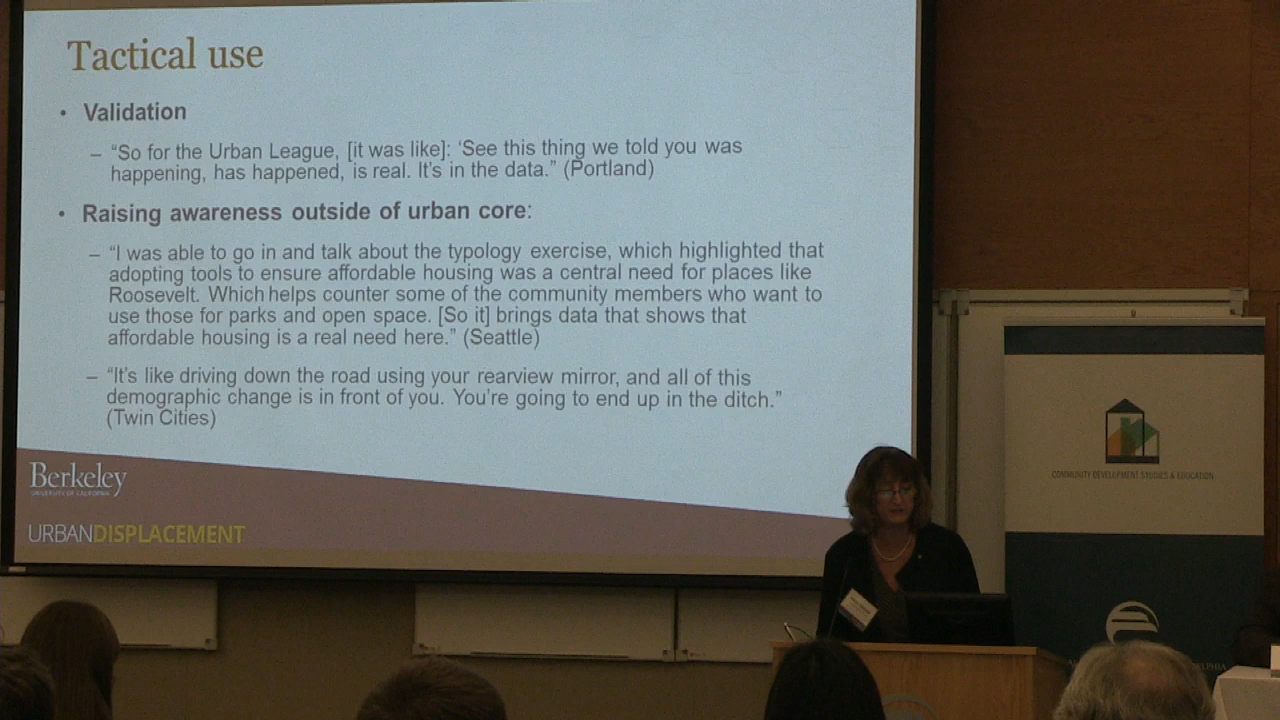 Tactical use
• Validation
– “So for the Urban League, [it was like]: ‘See this thing we told you was
happening, has happened, is real. It’s in the data.” (Portland)
• Raising awareness outside of urban core:
– “I was able to go in and talk about the typology exercise, which highlighted that
adopting tools to ensure affordable housing was a central need for places like
Roosevelt. Which helps counter some of the community members who want to
use those for parks and open space. [So it] brings data that shows that
affordable housing is a real need here.” (Seattle)
– “It’s like driving down the road using your rearview mirror, and all of this
demographic change is in front of you. You’re going to end up in the ditch.”
(Twin Cities)
Berkeley
UNIVERSITY OF CALIFORNIA
URBANDISPLACEMENT
COMMUNITY DEVELOPMENT STUDIES & EDUCATION